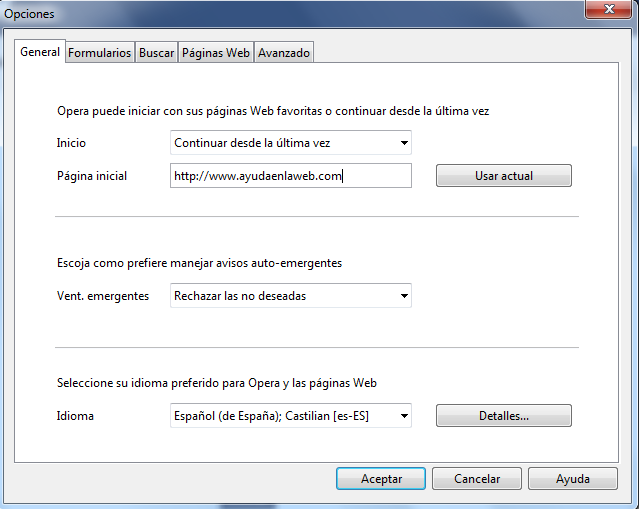 Opciones
General Formularios Buscar Páginas Web Avanzado
Opera puede iniciar con sus páginas Web favoritas o continuar desde la última vez
Inicio Continuar desde la última vez
Página inicial http://www.ayudaenlaweb.com Usar actual
Escoja como prefiere manejar avisos auto-emergentes
Vent. emergentes Rechazar las no deseadas
Seleccione su idioma preferido para Opera y las páginas Web
Idioma Español (de España); Castilian [es-ES] Detalles...
Aceptar Cancelar Ayuda